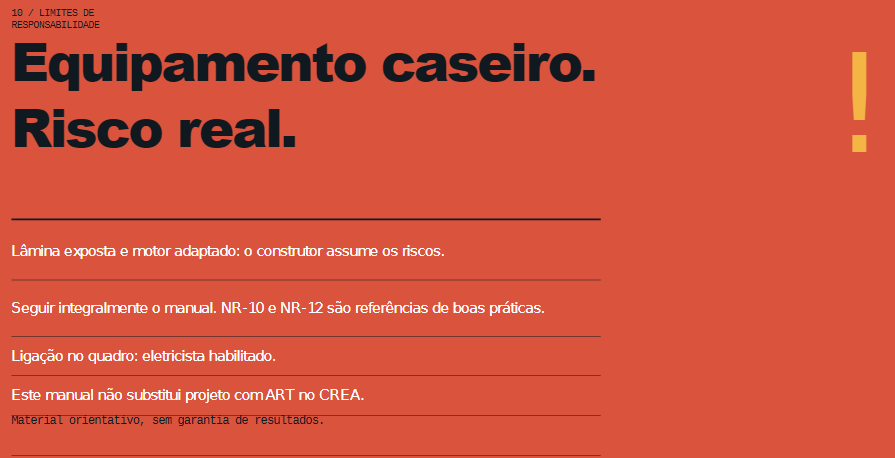 10 / LIMITES DE
RESPONSABILIDADE
Equipamento caseiro.
Risco real.
!
Lâmina exposta e motor adaptado: o construtor assume os riscos.
Seguir integralmente o manual. NR-10 e NR-12 são referências de boas práticas.
Ligação no quadro: eletricista habilitado.
Este manual não substitui projeto com ART no CREA.
Material orientativo, sem garantia de resultados.